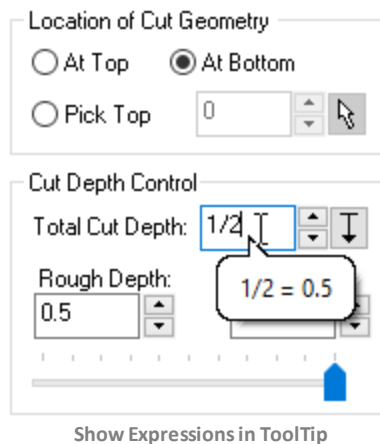 Location of Cut Geometry
At Top At Bottom
Pick Top 0
Cut Depth Control
Total Cut Depth: 1/2
1/2 = 0.5
Rough Depth:
0.5
Show Expressions in ToolTip